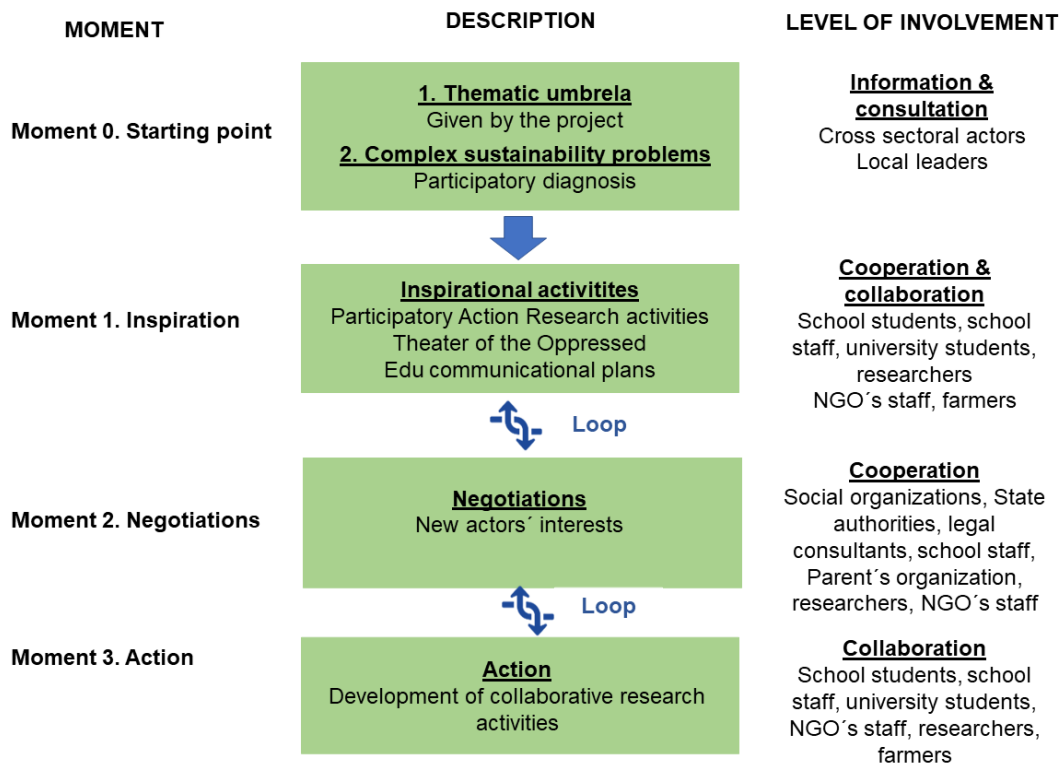 MOMENT
DESCRIPTION
LEVEL OF INVOLVEMENT
Moment 0. Starting point
1. Thematic umbrela
Given by the project
2. Complex sustainability problems
Participatory diagnosis
Information &
consultation
Cross sectoral actors
Local leaders
Moment 1. Inspiration
Inspirational activitites
Participatory Action Research activities
Theater of the Oppressed
Edu communicational plans
Cooperation &
collaboration
School students, school
staff, university students,
researchers
NGO´s staff, farmers
Loop
Moment 2. Negotiations
Negotiations
New actors´ interests
Cooperation
Social organizations, State
authorities, legal
consultants, school staff,
Parent´s organization,
researchers, NGO´s staff
Loop
Moment 3. Action
Action
Development of collaborative research
activities
Collaboration
School students, school
staff, university students,
NGO´s staff, researchers,
farmers